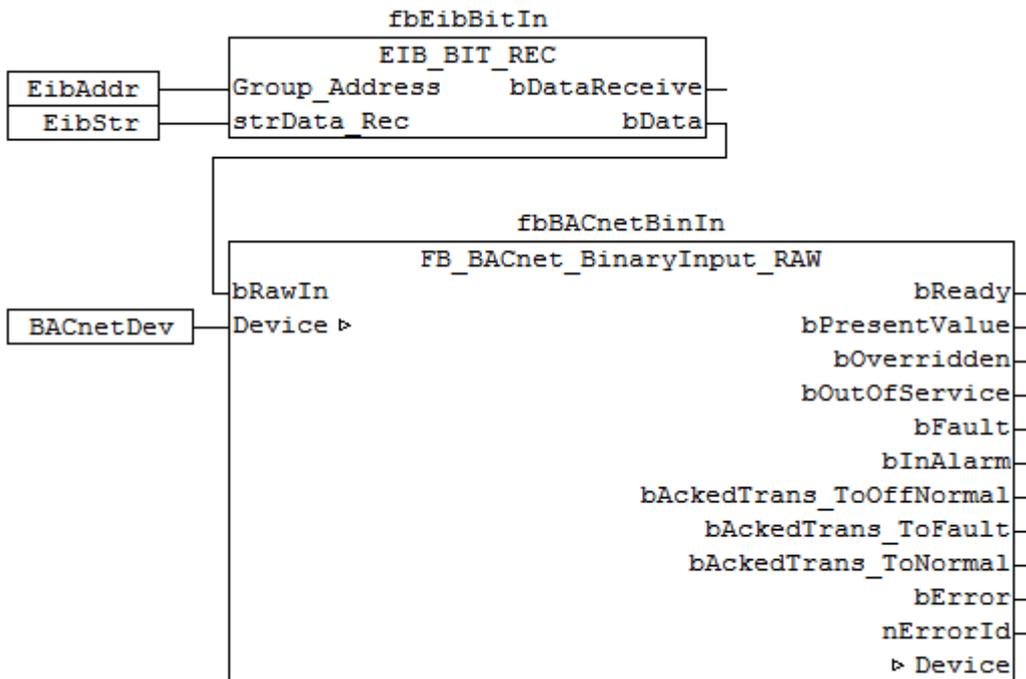 fbEibBitIn
EIB_BIT_REC
EibAddr Group_Address bDataReceive
EibStr strData_Rec bData
fbBACnetBinIn
FB_BACnet_BinaryInput_RAW
bRawIn bReady
BACnetDev Device bPresentValue
bOverridden
bOutOfService
bFault
bInAlarm
bAckedTrans_ToOffNormal
bAckedTrans_ToFault
bAckedTrans_ToNormal
bError
nErrorId
Device